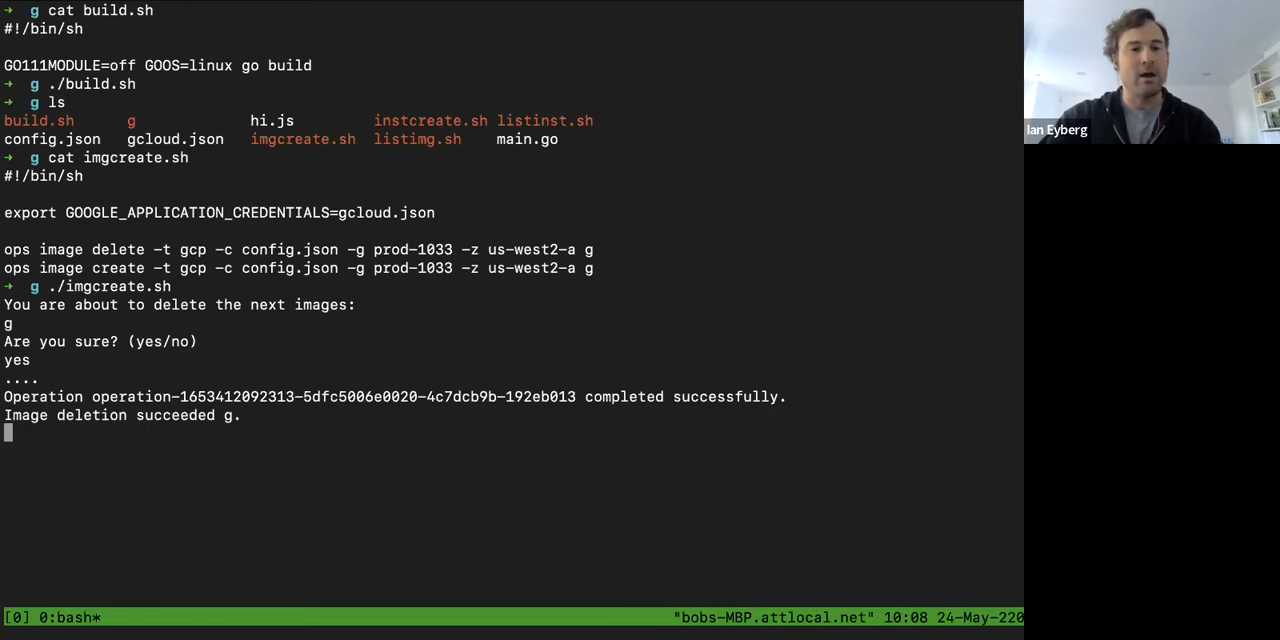 ➜ g cat build.sh
#!/bin/sh
GO111MODULE=off GOOS=linux go build
➜ g ./build.sh
➜ g ls
build.sh g hi.js instcreate.sh listinst.sh
config.json gcloud.json imgcreate.sh listimg.sh main.go
➜ g cat imgcreate.sh
#!/bin/sh
export GOOGLE_APPLICATION_CREDENTIALS=gcloud.json
ops image delete -t gcp -c config.json -g prod-1033 -z us-west2-a g
ops image create -t gcp -c config.json -g prod-1033 -z us-west2-a g
➜ g ./imgcreate.sh
You are about to delete the next images:
g
Are you sure? (yes/no)
yes
....
Operation operation-1653412092313-5dfc5006e0020-4c7dcb9b-192eb013 completed successfully.
Image deletion succeeded g.
[0] 0:bash* "bobs-MBP.attlocal.net" 10:08 24-May-220
Ian Eyberg